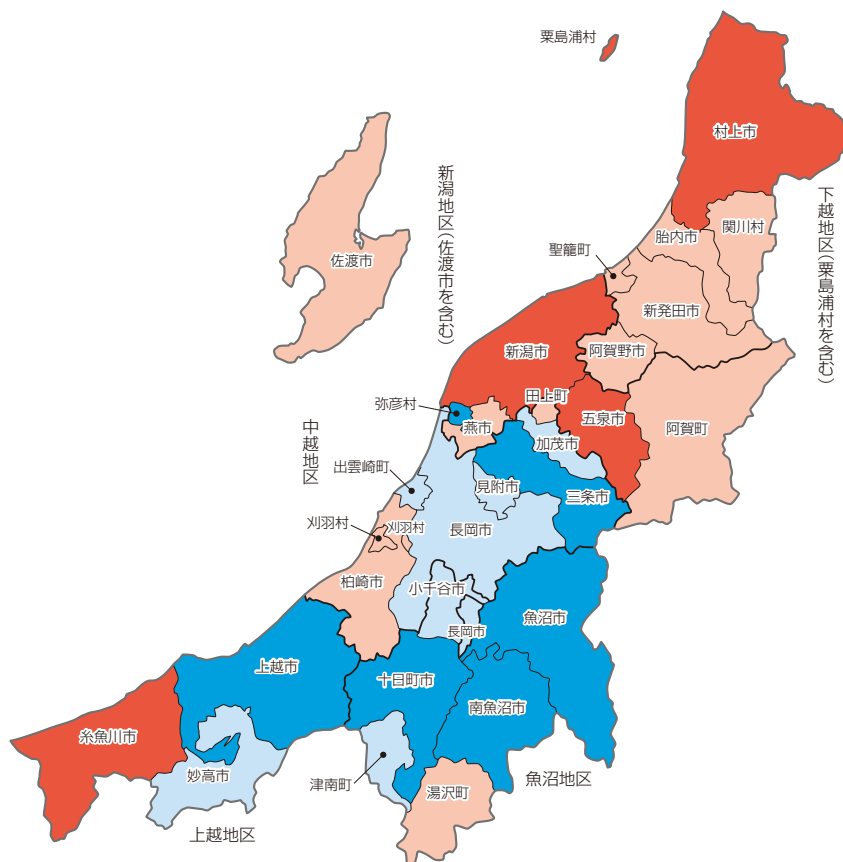 粟島浦村
村上市
新潟地区(佐渡市を含む)
下越地区(粟島浦村を含む)
関川村
胎内市
聖籠町
佐渡市
新発田市
新潟市
阿賀野市
田上町
弥彦村
燕市
五泉市
阿賀町
中越地区
加茂市
出雲崎町
見附市
三条市
刈羽村
刈羽村
長岡市
柏崎市
小千谷市
魚沼市
長岡市
上越市
十日町市
南魚沼市
糸魚川市
妙高市
津南町
魚沼地区
湯沢町
上越地区